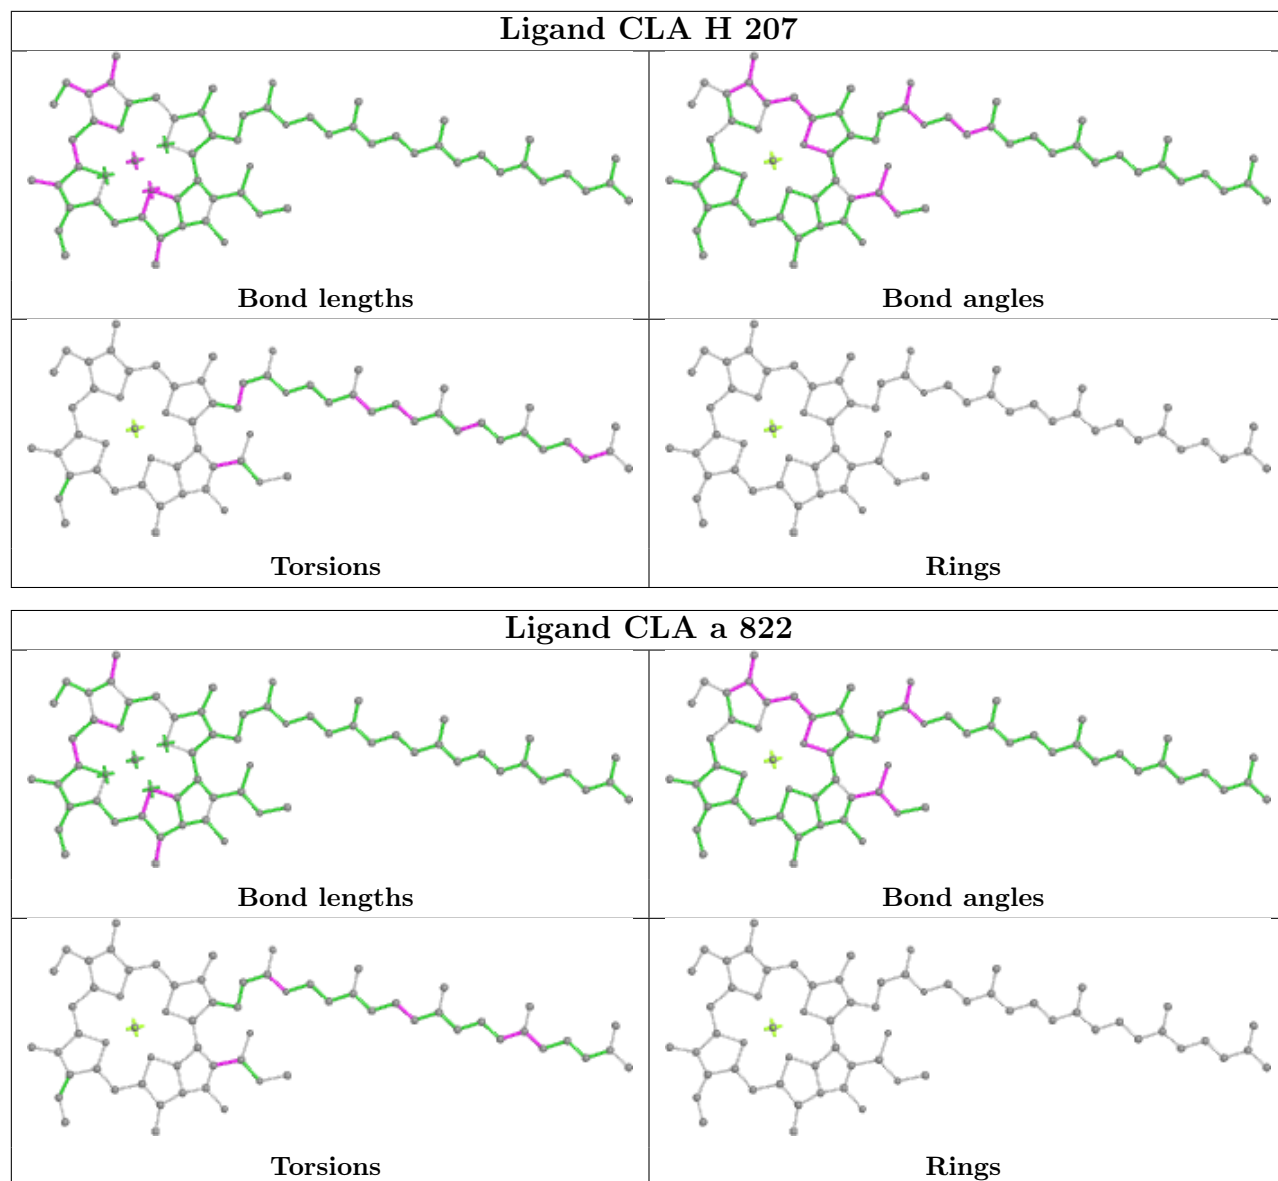 Ligand CLA H 207
Bond lengths
Bond angles
Torsions
Rings
Ligand CLA a 822
Bond lengths
Bond angles
Torsions
Rings